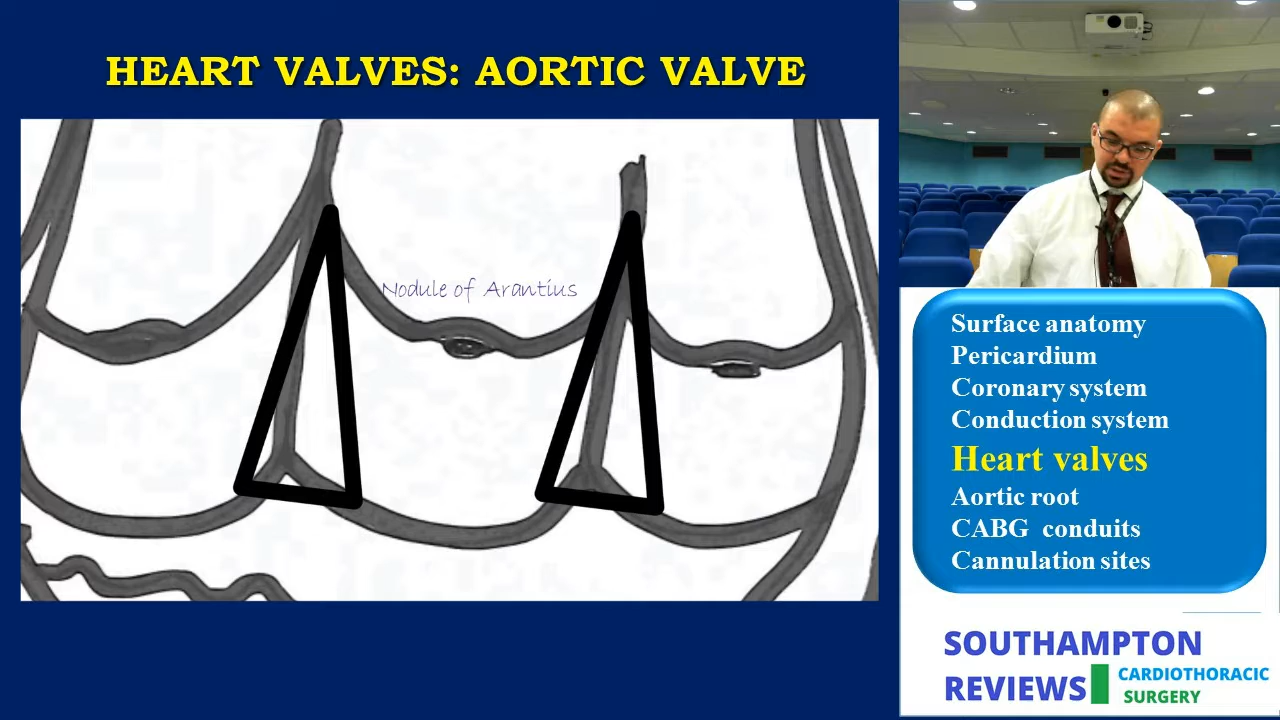 HEART VALVES: AORTIC VALVE
Nodule of Arantius
Surface anatomy
Pericardium
Coronary system
Conduction system
Heart valves
Aortic root
CABG conduits
Cannulation sites
SOUTHAMPTON
REVIEWS
CARDIOTHORACIC
SURGERY